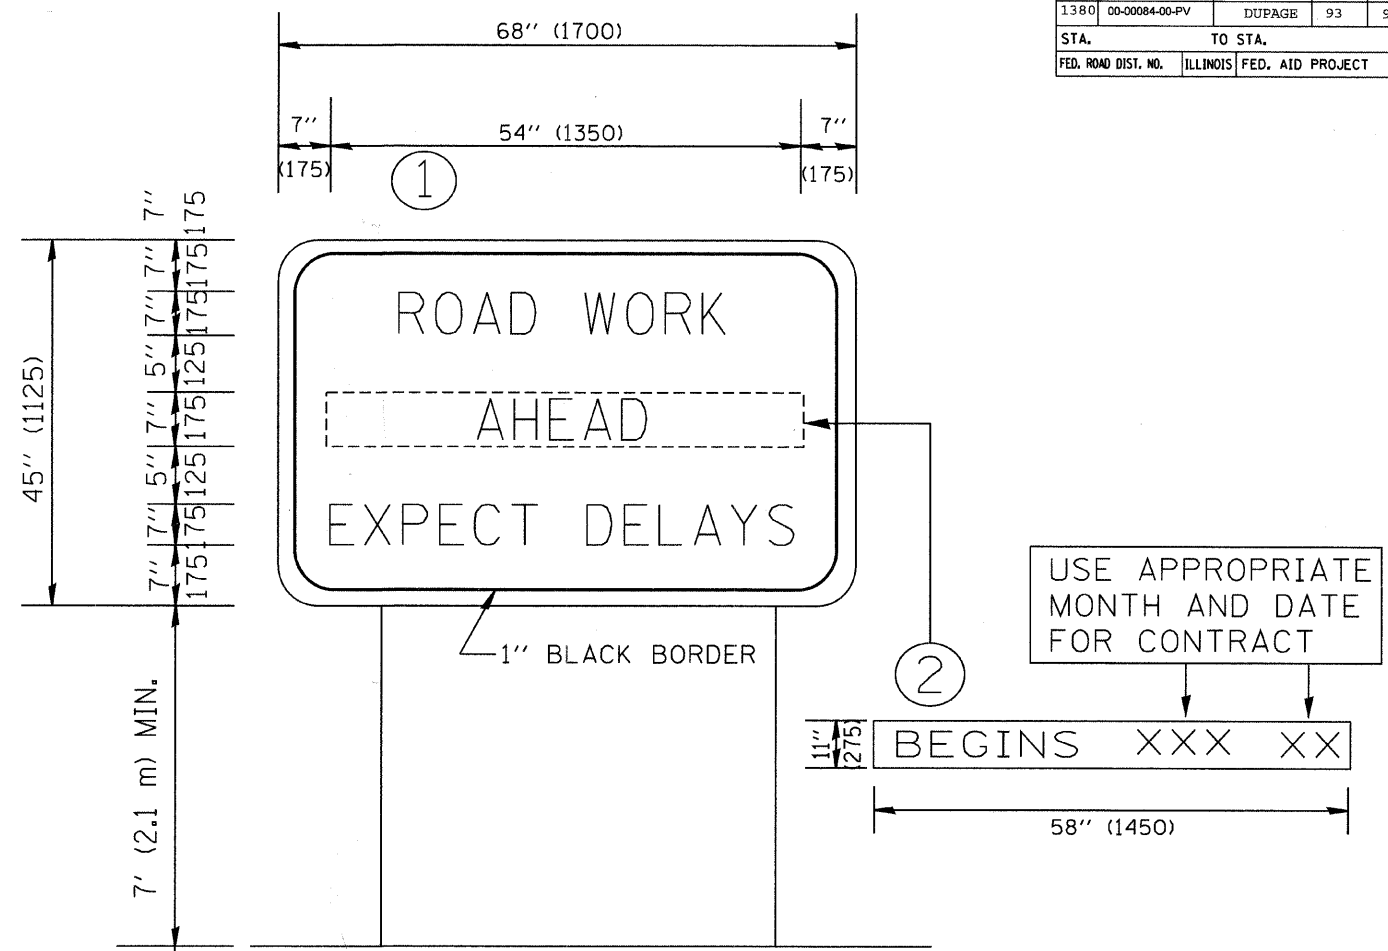 1380 00-00084-00-PV DUPAGE 93
STA. TO STA.
FED. ROAD DIST. NO. ILLINOIS FED. AID PROJECT
68'' (1700)
7'' 54'' (1350) 7''
(175) (175)
1
7'' 175
7'' 175
7'' 175
5'' 125
7'' 175
5'' 125
7'' 175
7'' 175
45'' (1125)
ROAD WORK
AHEAD
EXPECT DELAYS
1'' BLACK BORDER
7' (2.1 m) MIN.
2
USE APPROPRIATE
MONTH AND DATE
FOR CONTRACT
11'' (275)
BEGINS XXX XX
58'' (1450)